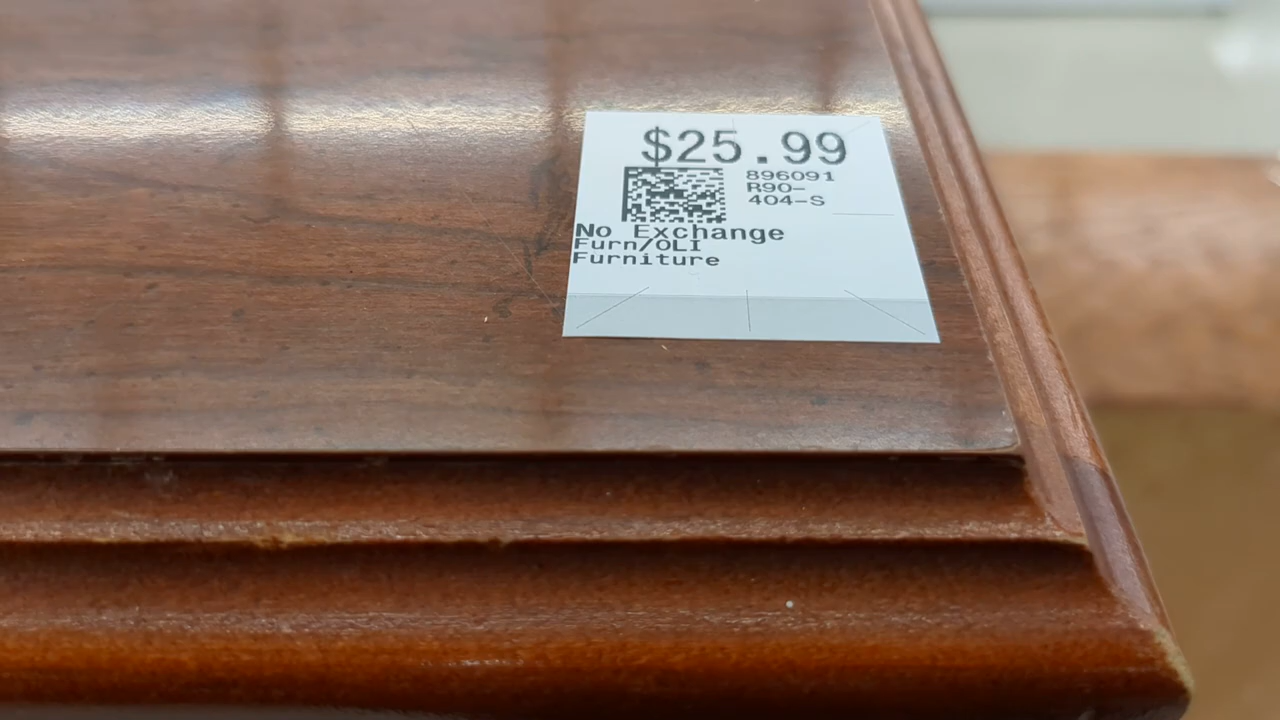 $25.99
896091
R90-
404-S
No Exchange
Furn/OLI
Furniture